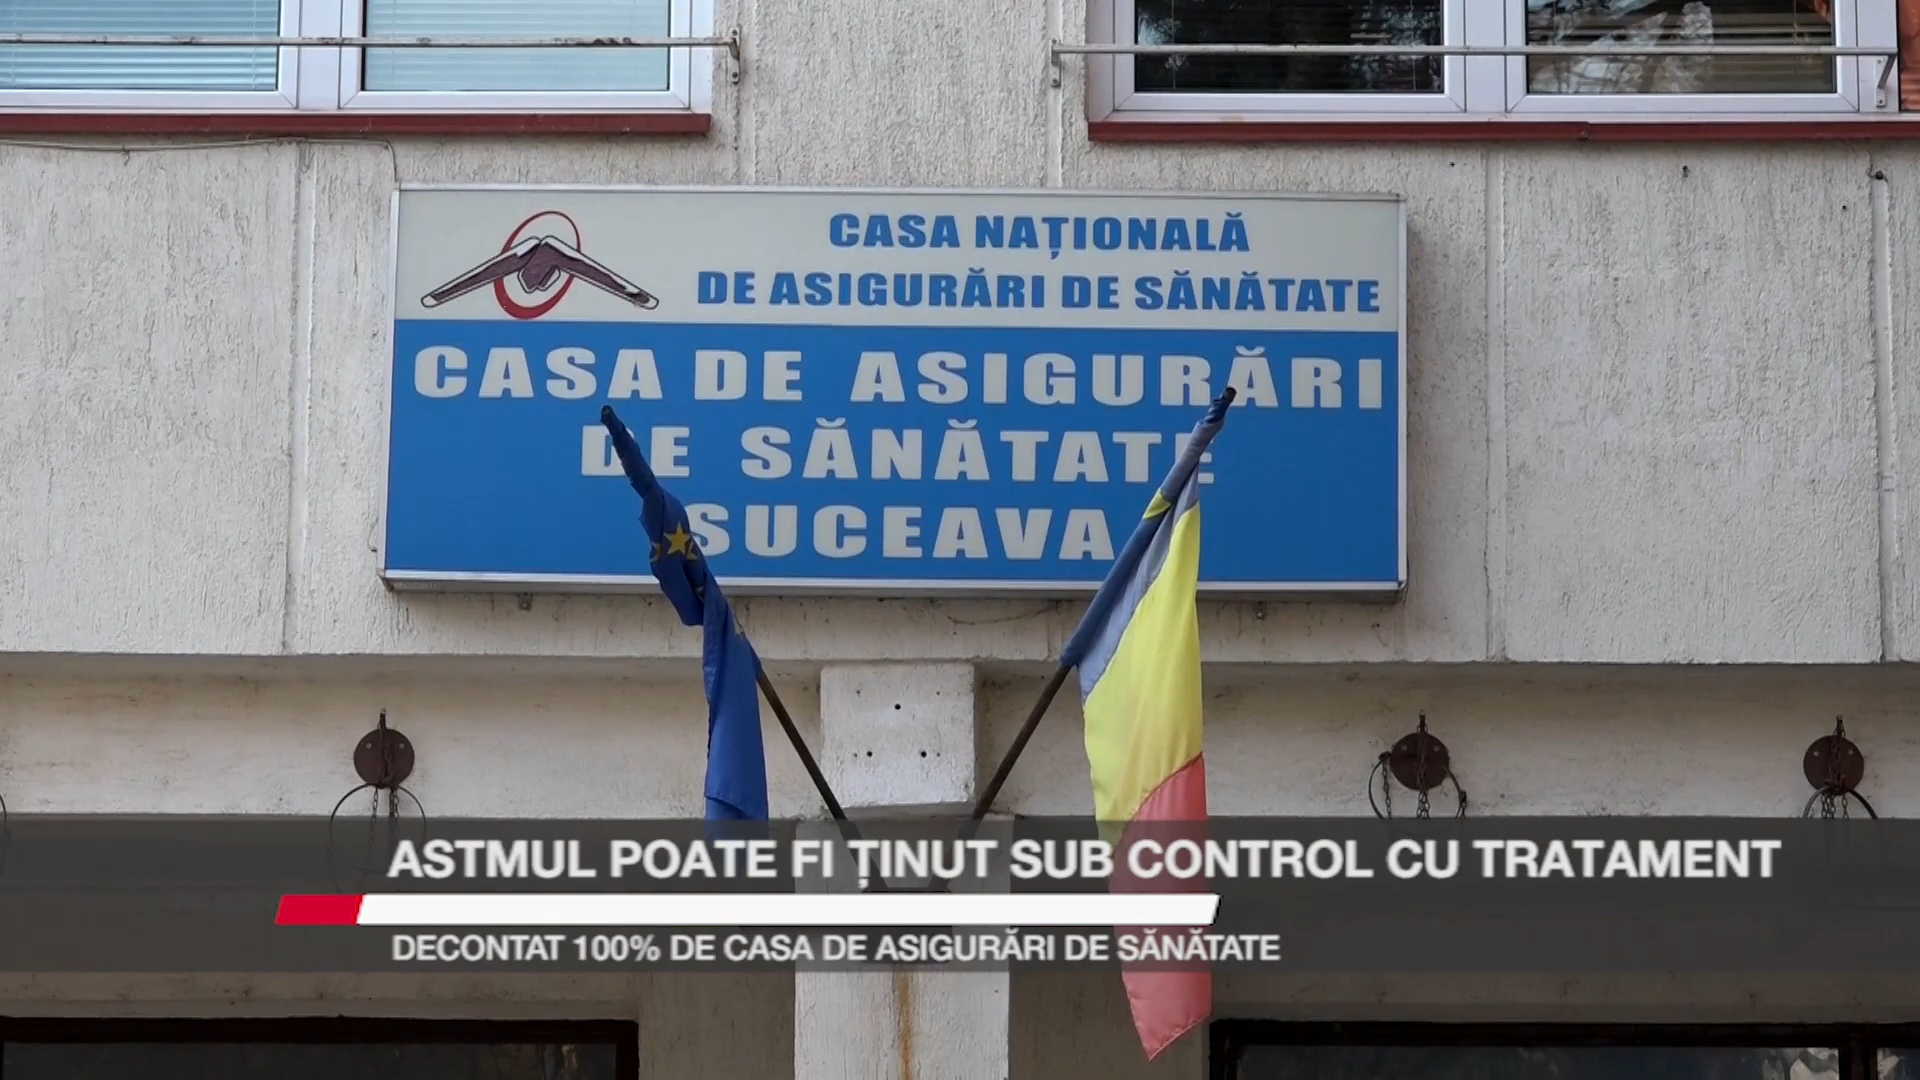 CASA NAȚIONALĂ
DE ASIGURĂRI DE SĂNĂTATE
CASA DE ASIGURĂRI
DE SĂNĂTATE
SUCEAVA
ASTMUL POATE FI ȚINUT SUB CONTROL CU TRATAMENT
DECONTAT 100% DE CASA DE ASIGURĂRI DE SĂNĂTATE